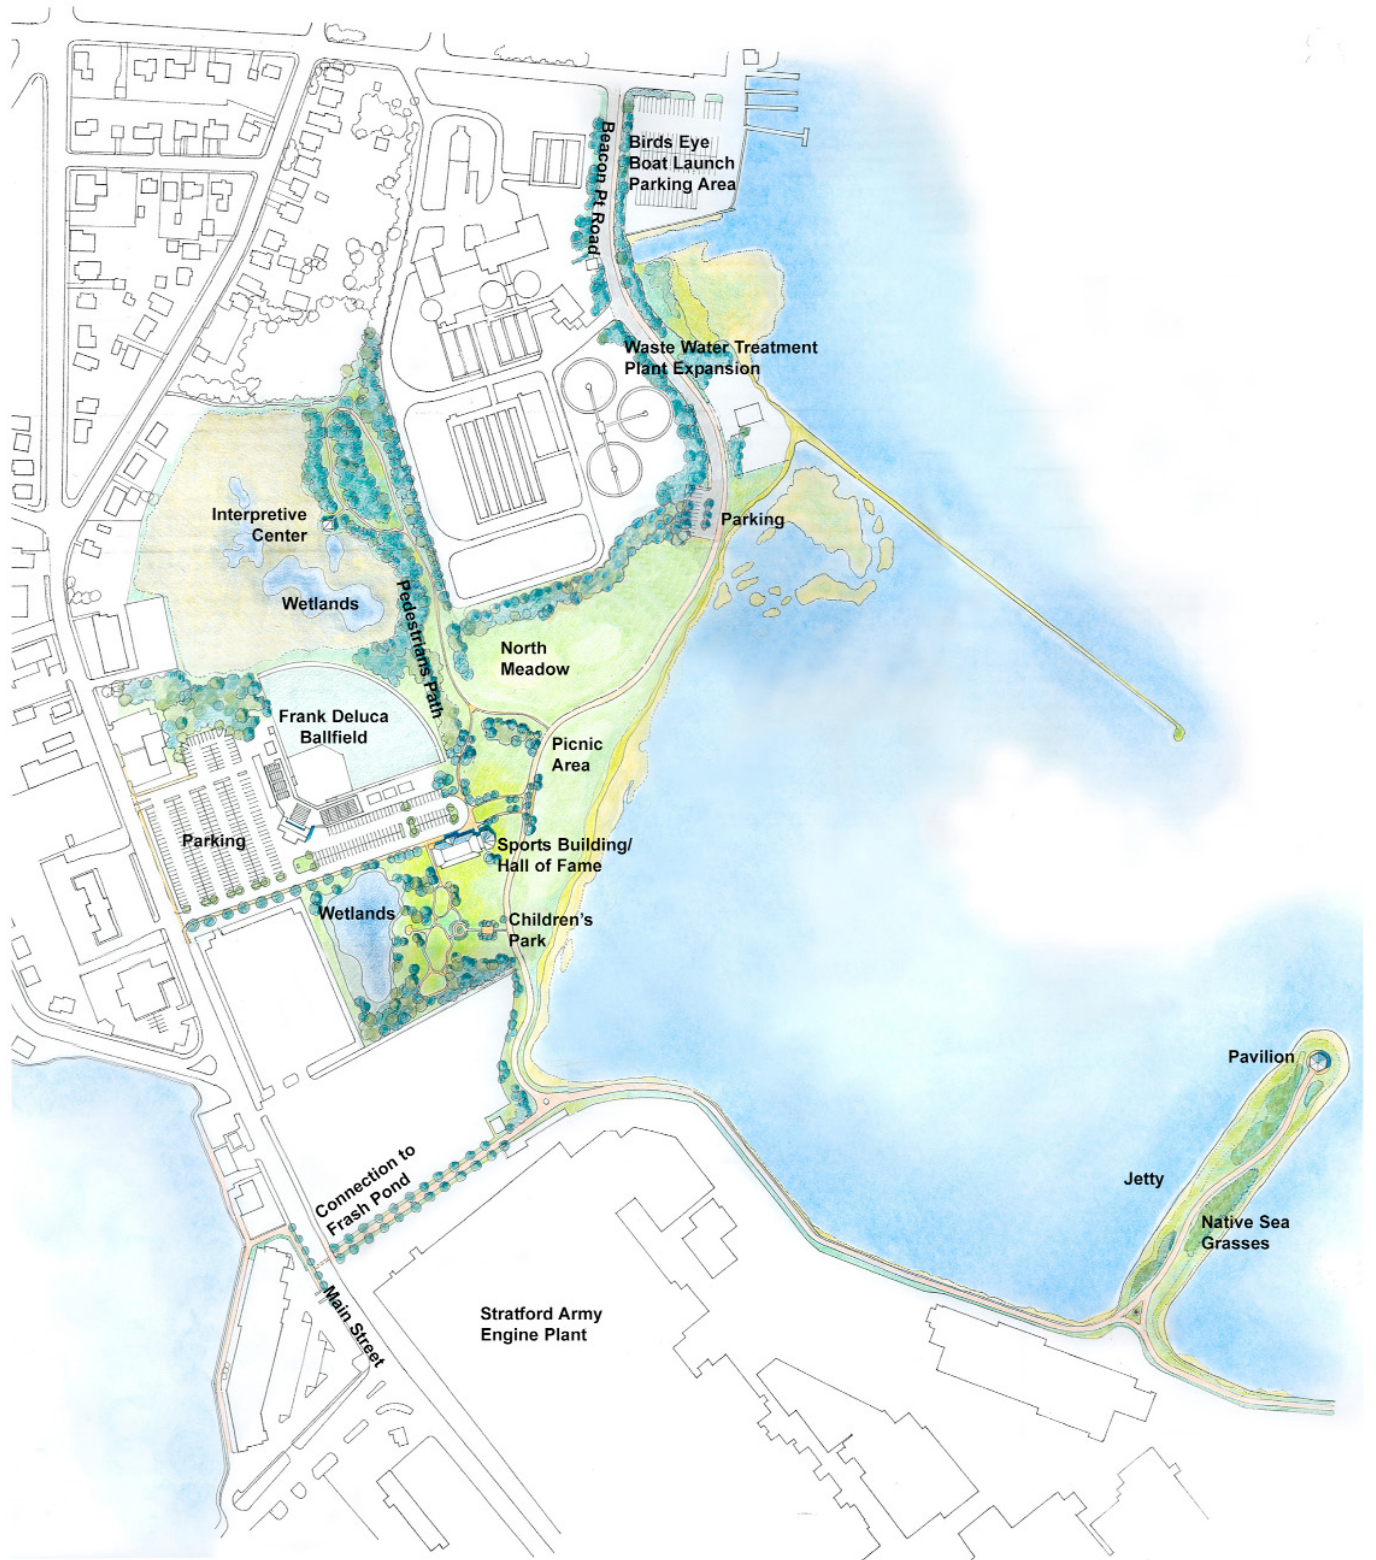 Beacon Pt Road
Birds Eye
Boat Launch
Parking Area
Waste Water Treatment
Plant Expansion
Interpretive
Center
Parking
Wetlands
Pedestrians Path
North
Meadow
Frank Deluca
Ballfield
Picnic
Area
Parking
Sports Building/
Hall of Fame
Wetlands
Children's
Park
Pavilion
Connection to
Frash Pond
Jetty
Native Sea
Grasses
Main Street
Stratford Army
Engine Plant